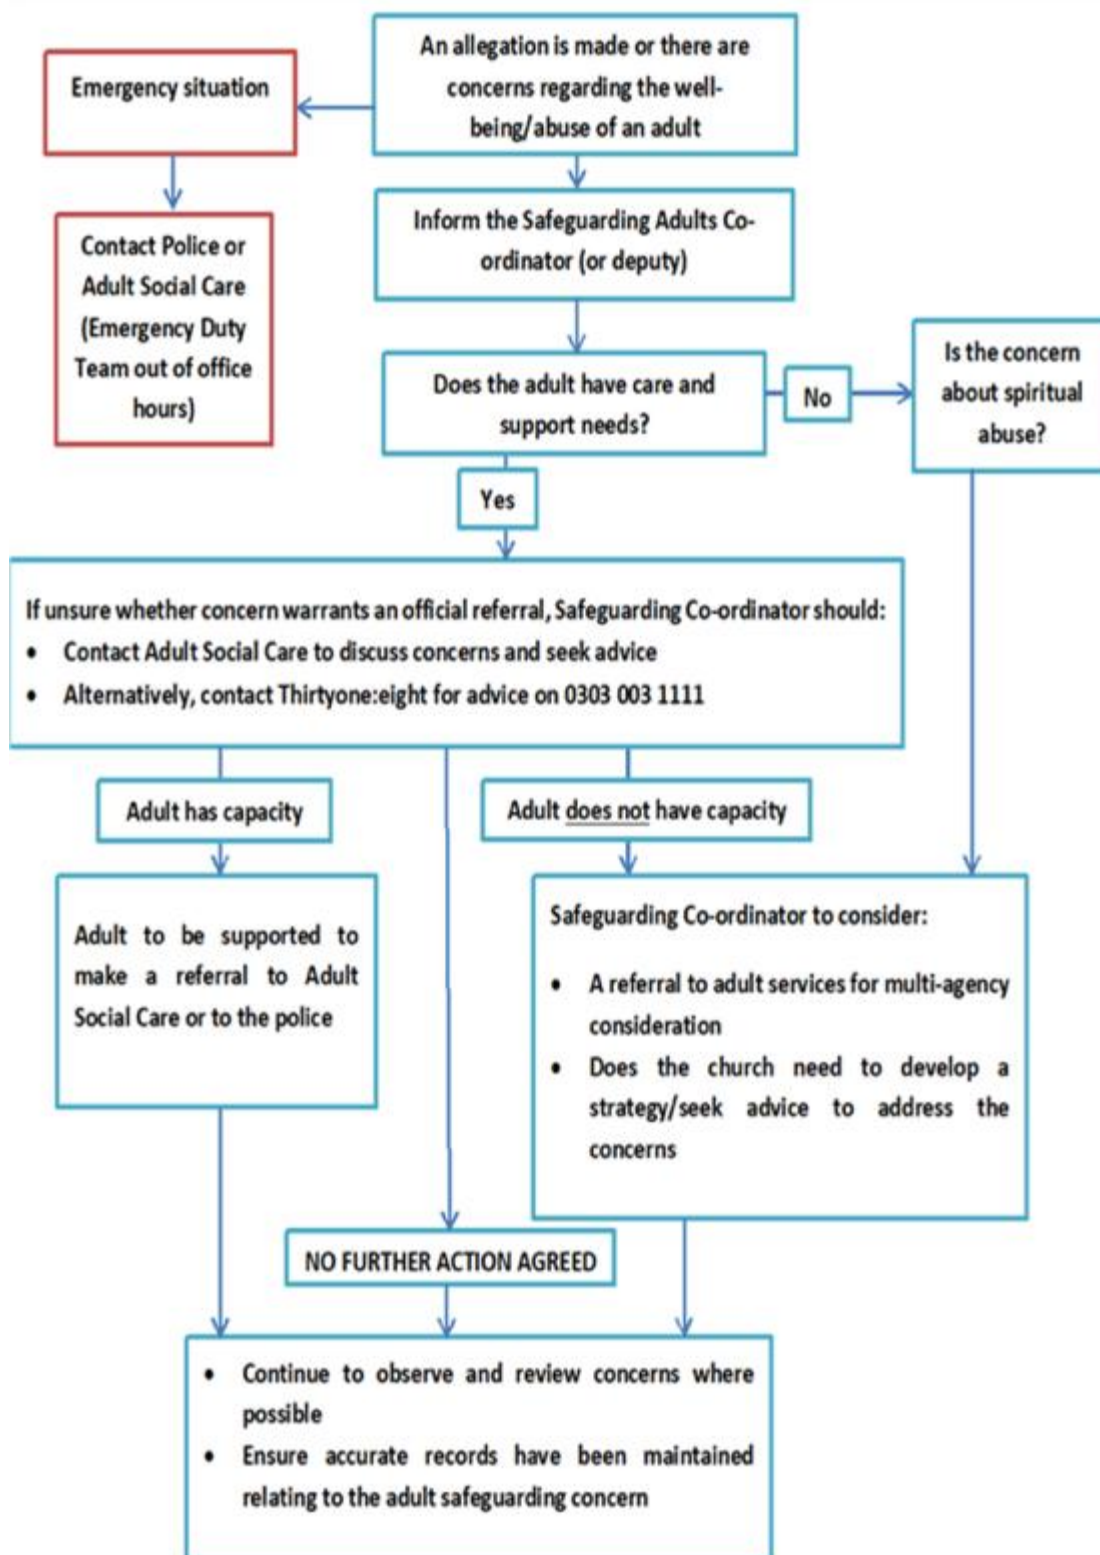 An allegation is made or there are
concerns regarding the well-
being/abuse of an adult
Emergency situation
Contact Police or
Adult Social Care
(Emergency Duty
Team out of office
hours)
Inform the Safeguarding Adults Co-
ordinator (or deputy)
Does the adult have care and
support needs?
No
Is the concern
about spiritual
abuse?
Yes
If unsure whether concern warrants an official referral, Safeguarding Co-ordinator should:
• Contact Adult Social Care to discuss concerns and seek advice
• Alternatively, contact Thirtyone:eight for advice on 0303 003 1111
Adult has capacity
Adult does not have capacity
Adult to be supported to
make a referral to Adult
Social Care or to the police
Safeguarding Co-ordinator to consider:
• A referral to adult services for multi-agency
consideration
• Does the church need to develop a
strategy/seek advice to address the
concerns
NO FURTHER ACTION AGREED
• Continue to observe and review concerns where
possible
• Ensure accurate records have been maintained
relating to the adult safeguarding concern